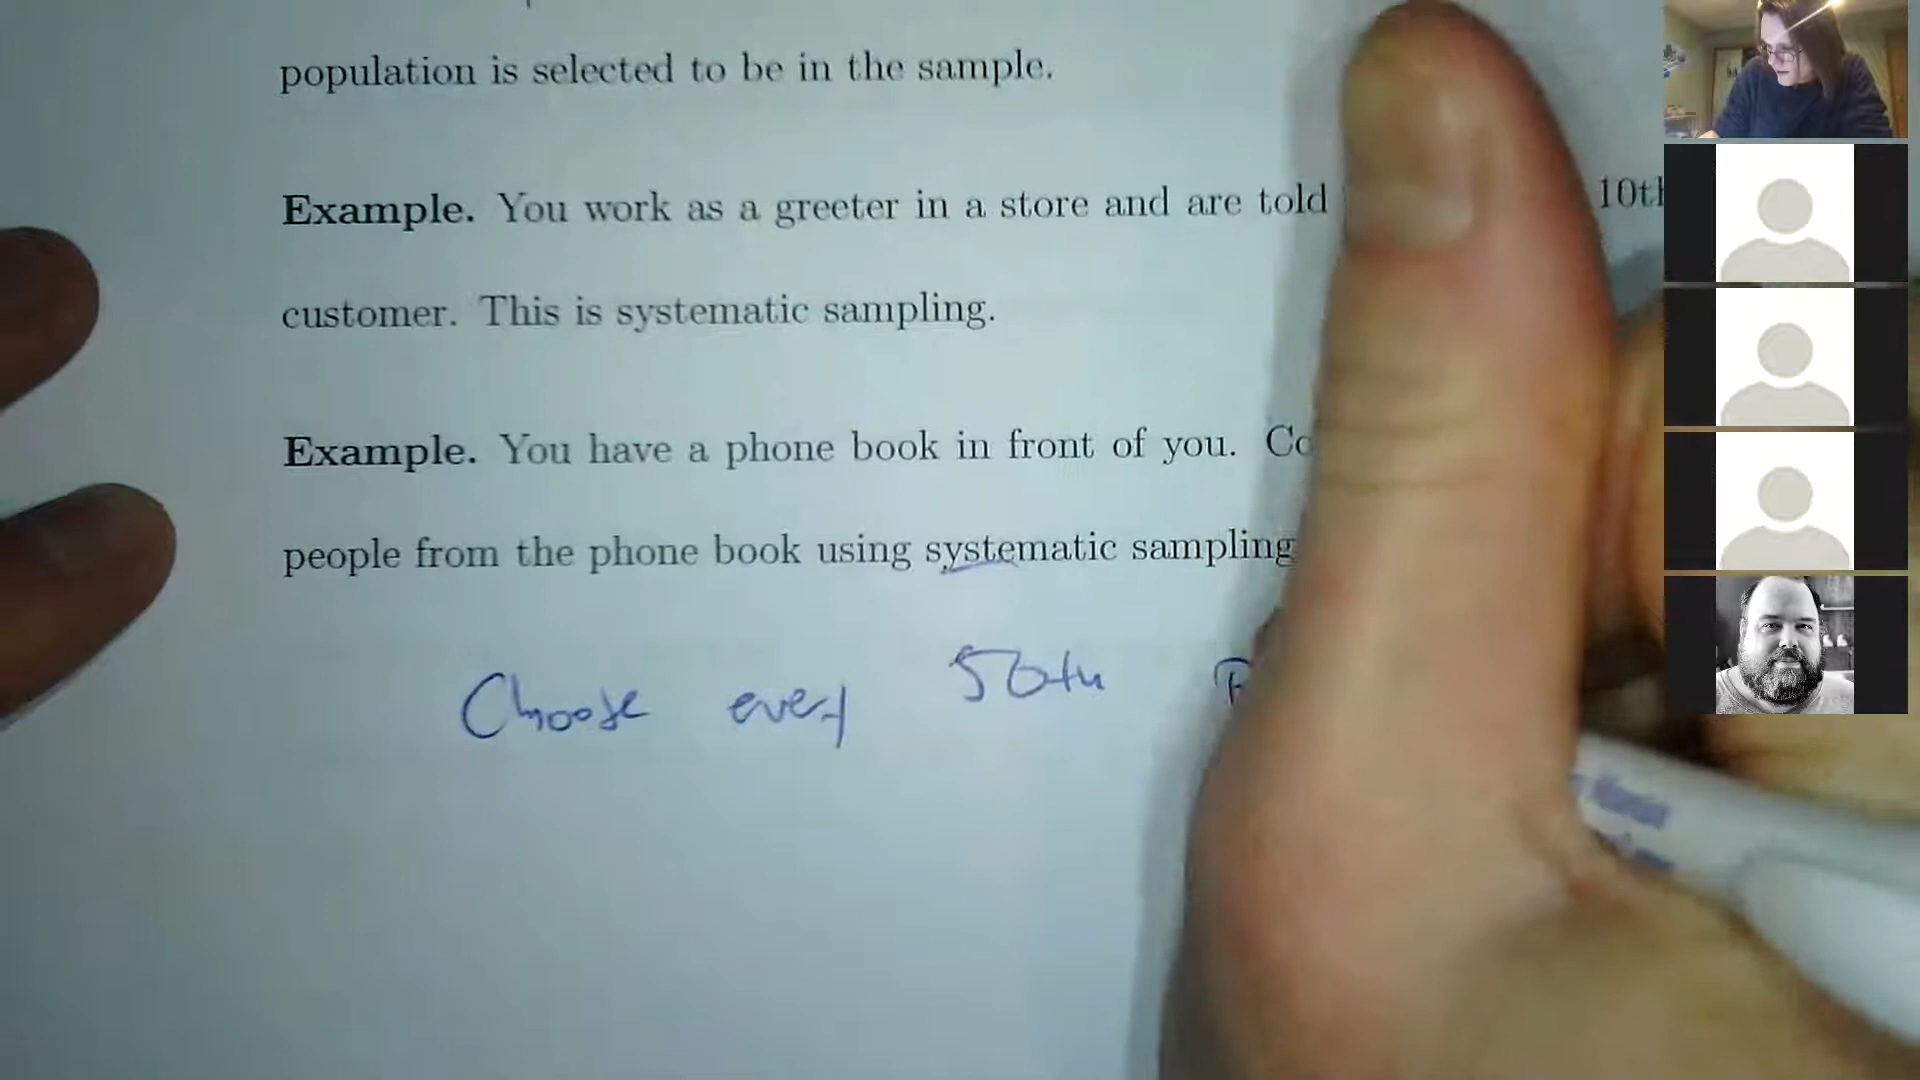 population is selected to be in the sample.
Example. You work as a greeter in a store and are told 10th
customer. This is systematic sampling.
Example. You have a phone book in front of you. Co
people from the phone book using systematic sampling
Choose every 50th